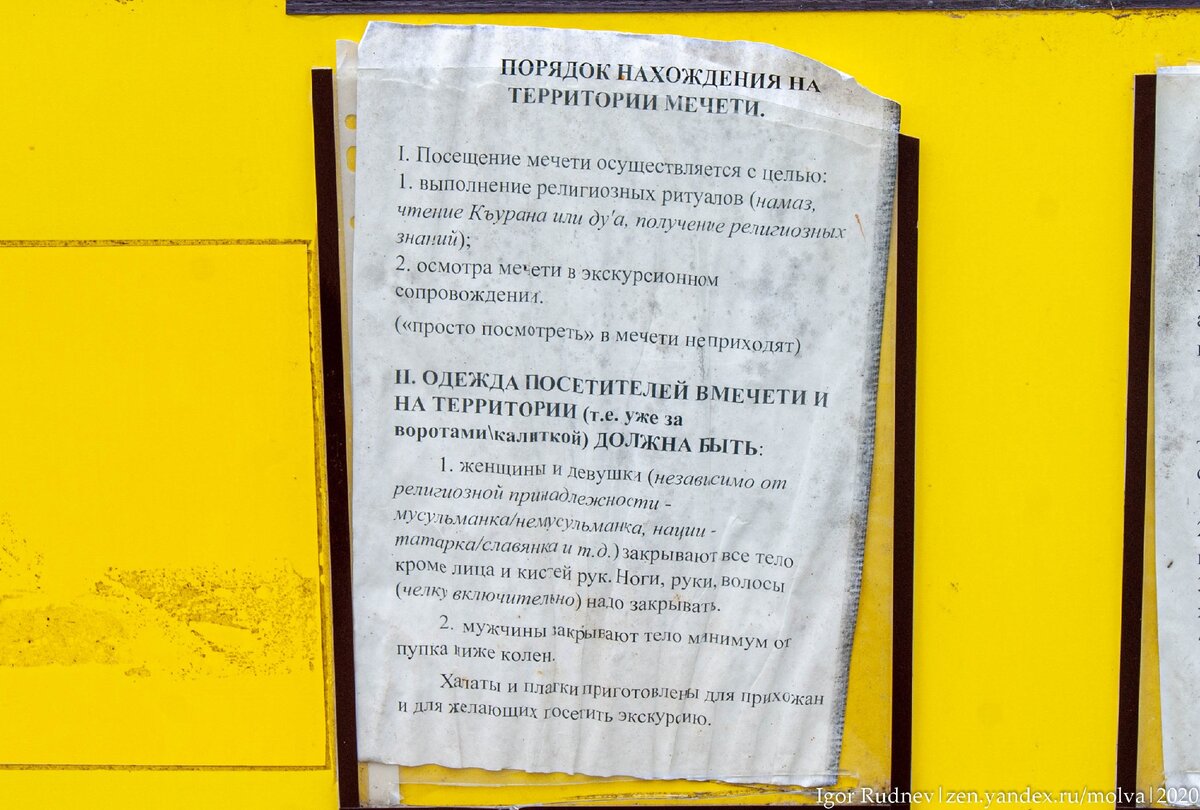 ПОРЯДОК НАХОЖДЕНИЯ НА
ТЕРРИТОРИИ МЕЧЕТИ.
I. Посещение мечети осуществляется с целью:
1. выполнение религиозных ритуалов (намаз,
чтение Къурана или ду'а, получение религиозных
знаний);
2. осмотра мечети в экскурсионном
сопровождении.
(«просто посмотреть» в мечети неприходят)
II. ОДЕЖДА ПОСЕТИТЕЛЕЙ ВМЕЧЕТИ И
НА ТЕРРИТОРИИ (т.е. уже за
воротами\калиткой) ДОЛЖНА БЫТЬ:
1. женщины и девушки (независимо от
религиозной принадлежности -
мусульманка/немусульманка, нации -
татарка/славянка и т.д.) закрывают все тело
кроме лица и кистей рук. Ноги, руки, волосы
(челку включительно) надо закрывать.
2. мужчины закрывают тело минимум от
пупка ниже колен.
Халаты и платки приготовлены для прихожан
и для желающих посетить экскурсию.
Igor Rudnev|zen.yandex.ru/molva|2020